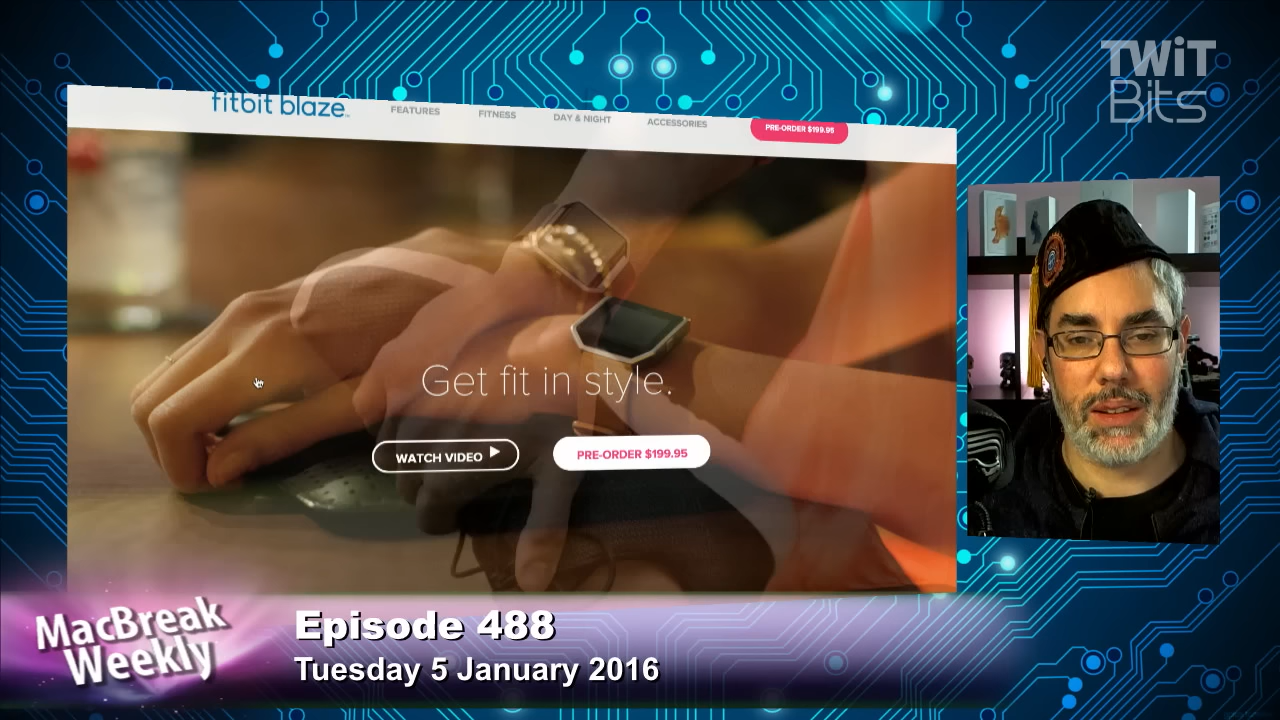 TWiT
Bits
fitbit blaze
FEATURES
FITNESS
DAY & NIGHT
ACCESSORIES
PRE-ORDER $199.95
Get fit in style.
WATCH VIDEO
PRE-ORDER $199.95
MacBreak
Weekly
Episode 488
Tuesday 5 January 2016